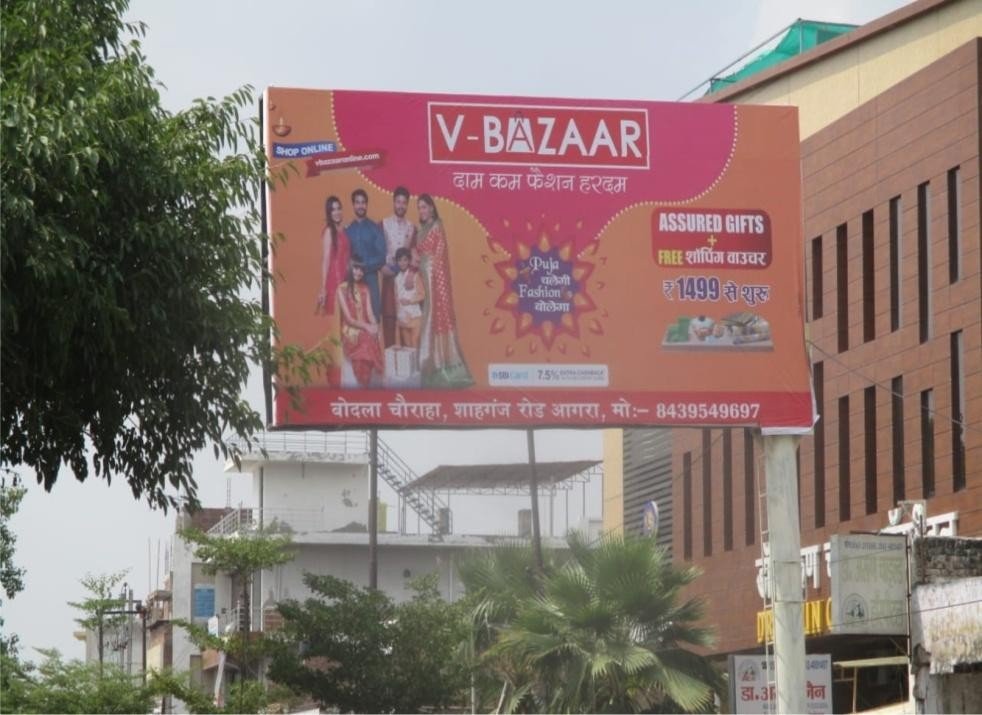 SHOP ONLINE
vbazaaronline.com
V-BAZAAR
दाम कम फैशन हरदम
ASSURED GIFTS
+
FREE शॉपिंग वाउचर
₹ 1499 से शुरू
Puja
चलेगी
Fashion
बोलेगा
SBI card
7.5% EXTRA CASHBACK*
बोदला चौराहा, शाहगंज रोड आगरा, मो:– 8439549697